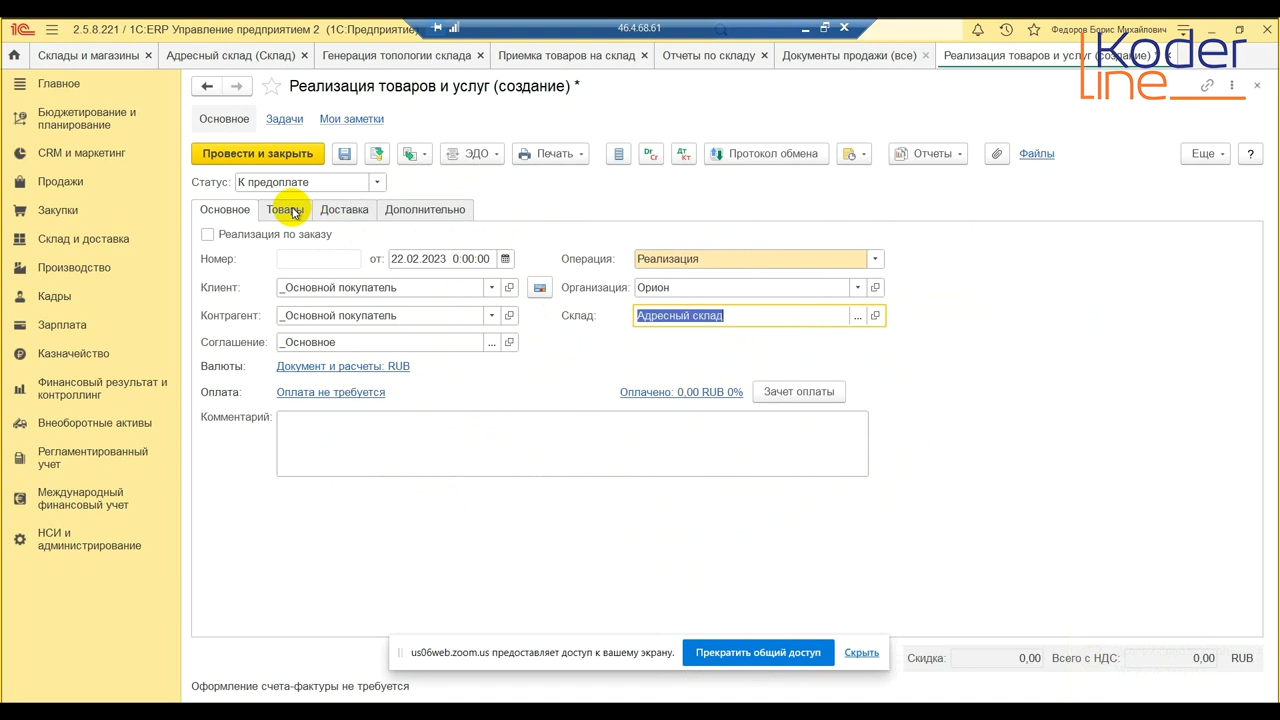 2.5.8.221 / 1C:ERP Управление предприятием 2 (1С:Предприятие)
46.4.68.61
Федоров Борис Михайлович
Koder
line
Склады и магазины × Адресный склад (Склад) × Приемка товаров на склад × Отчеты по складу × Документы продажи (все) × Реализация товаров и услуг (создание)
Главное
Бюджетирование и
планирование
CRM и маркетинг
Продажи
Закупки
Склад и доставка
Производство
Кадры
Зарплата
Казначейство
Финансовый результат и
контроллинг
Внеоборотные активы
Регламентированный
учет
Международный
финансовый учет
НСИ и
администрирование
Реализация товаров и услуг (создание) *
Основное Задачи Мои заметки
Провести и закрыть ЭДО Печать Dr Cr Дт Кт Протокол обмена Отчеты Файлы Еще ?
Статус: К предоплате
Основное Товары Доставка Дополнительно
Реализация по заказу
Номер: от: 22.02.2023 0:00:00 Операция: Реализация
Клиент: _Основной покупатель Организация: Орион
Контрагент: _Основной покупатель Склад: Адресный склад
Соглашение: _Основное
Валюты: Документ и расчеты: RUB
Оплата: Оплата не требуется Оплачено: 0,00 RUB 0% Зачет оплаты
Комментарий:
us06web.zoom.us предоставляет доступ к вашему экрану. Прекратить общий доступ Скрыть
Скидка: 0,00 Всего с НДС: 0,00 RUB
Оформление счета-фактуры не требуется